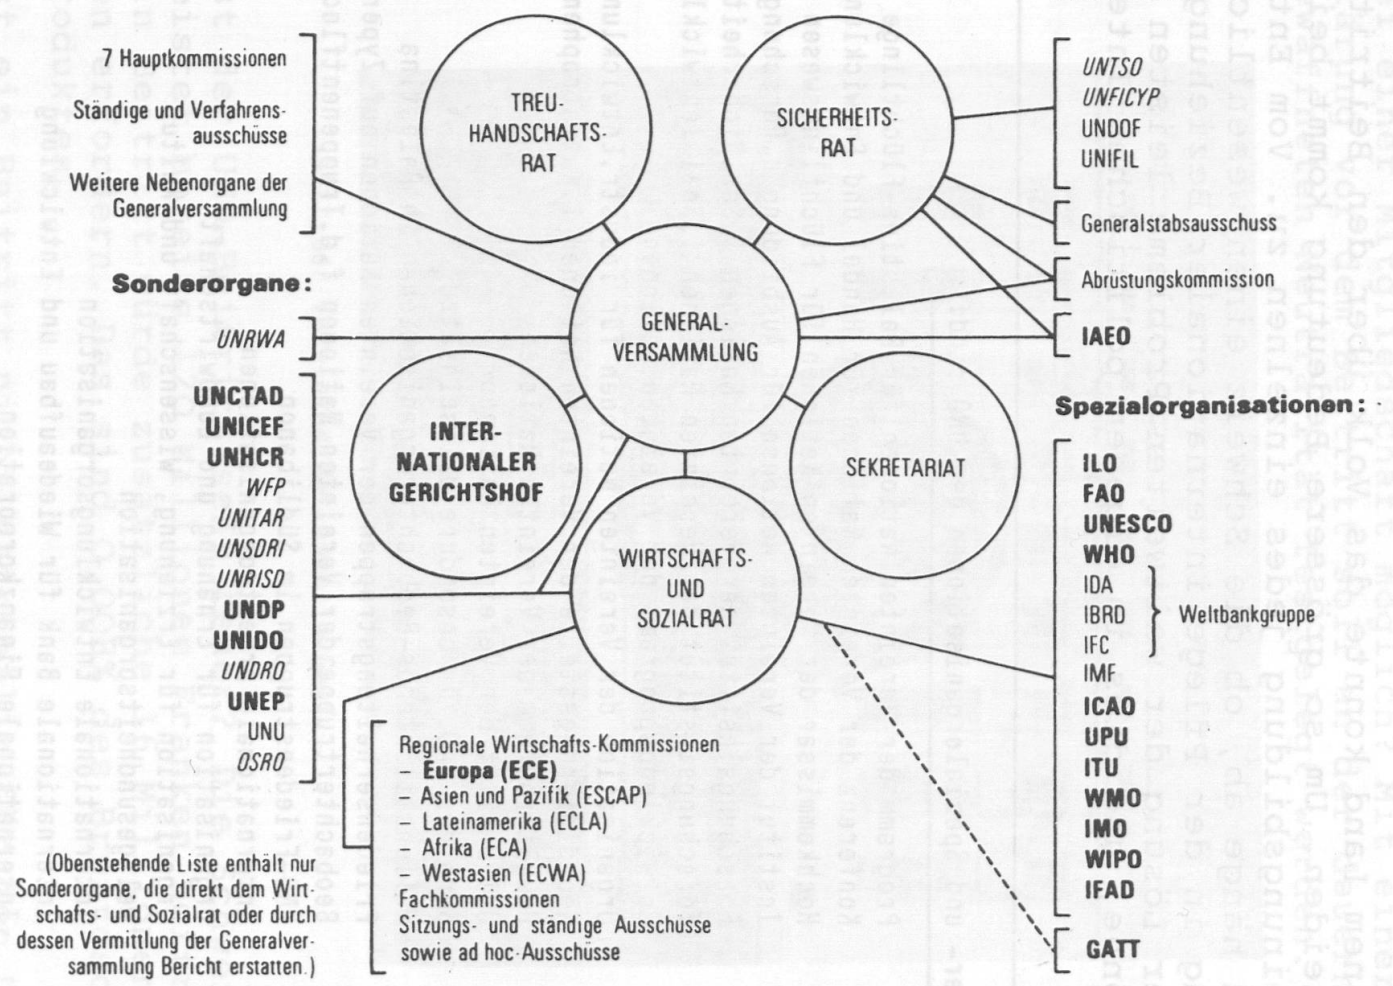 7 Hauptkommissionen
Ständige und Verfahrens-
ausschüsse
Weitere Nebenorgane der
Generalversammlung
Sonderorgane:
UNRWA
UNCTAD
UNICEF
UNHCR
WFP
UNITAR
UNSDRI
UNRISD
UNDP
UNIDO
UNDRO
UNEP
UNU
OSRO
(Obenstehende Liste enthält nur
Sonderorgane, die direkt dem Wirt-
schafts- und Sozialrat oder durch
dessen Vermittlung der Generalver-
sammlung Bericht erstatten.)
TREU-
HANDSCHAFTS-
RAT
SICHERHEITS-
RAT
GENERAL-
VERSAMMLUNG
INTER-
NATIONALER
GERICHTSHOF
SEKRETARIAT
WIRTSCHAFTS-
UND
SOZIALRAT
Regionale Wirtschafts-Kommissionen
– Europa (ECE)
– Asien und Pazifik (ESCAP)
– Lateinamerika (ECLA)
– Afrika (ECA)
– Westasien (ECWA)
Fachkommissionen
Sitzungs- und ständige Ausschüsse
sowie ad hoc-Ausschüsse
UNTSO
UNFICYP
UNDOF
UNIFIL
Generalstabsausschuss
Abrüstungskommission
IAEO
Spezialorganisationen:
ILO
FAO
UNESCO
WHO
IDA
IBRD
IFC
Weltbankgruppe
IMF
ICAO
UPU
ITU
WMO
IMO
WIPO
IFAD
GATT